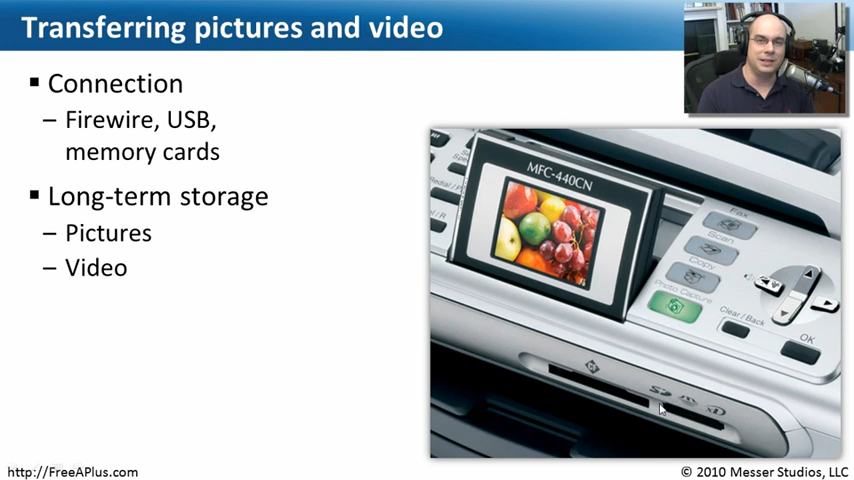 Transferring pictures and video
▪ Connection
– Firewire, USB,
memory cards
▪ Long-term storage
– Pictures
– Video
MFC-440CN
Fax
Scan
Copy
Photo Capture
Clear/Back
OK
http://FreeAPlus.com
© 2010 Messer Studios, LLC